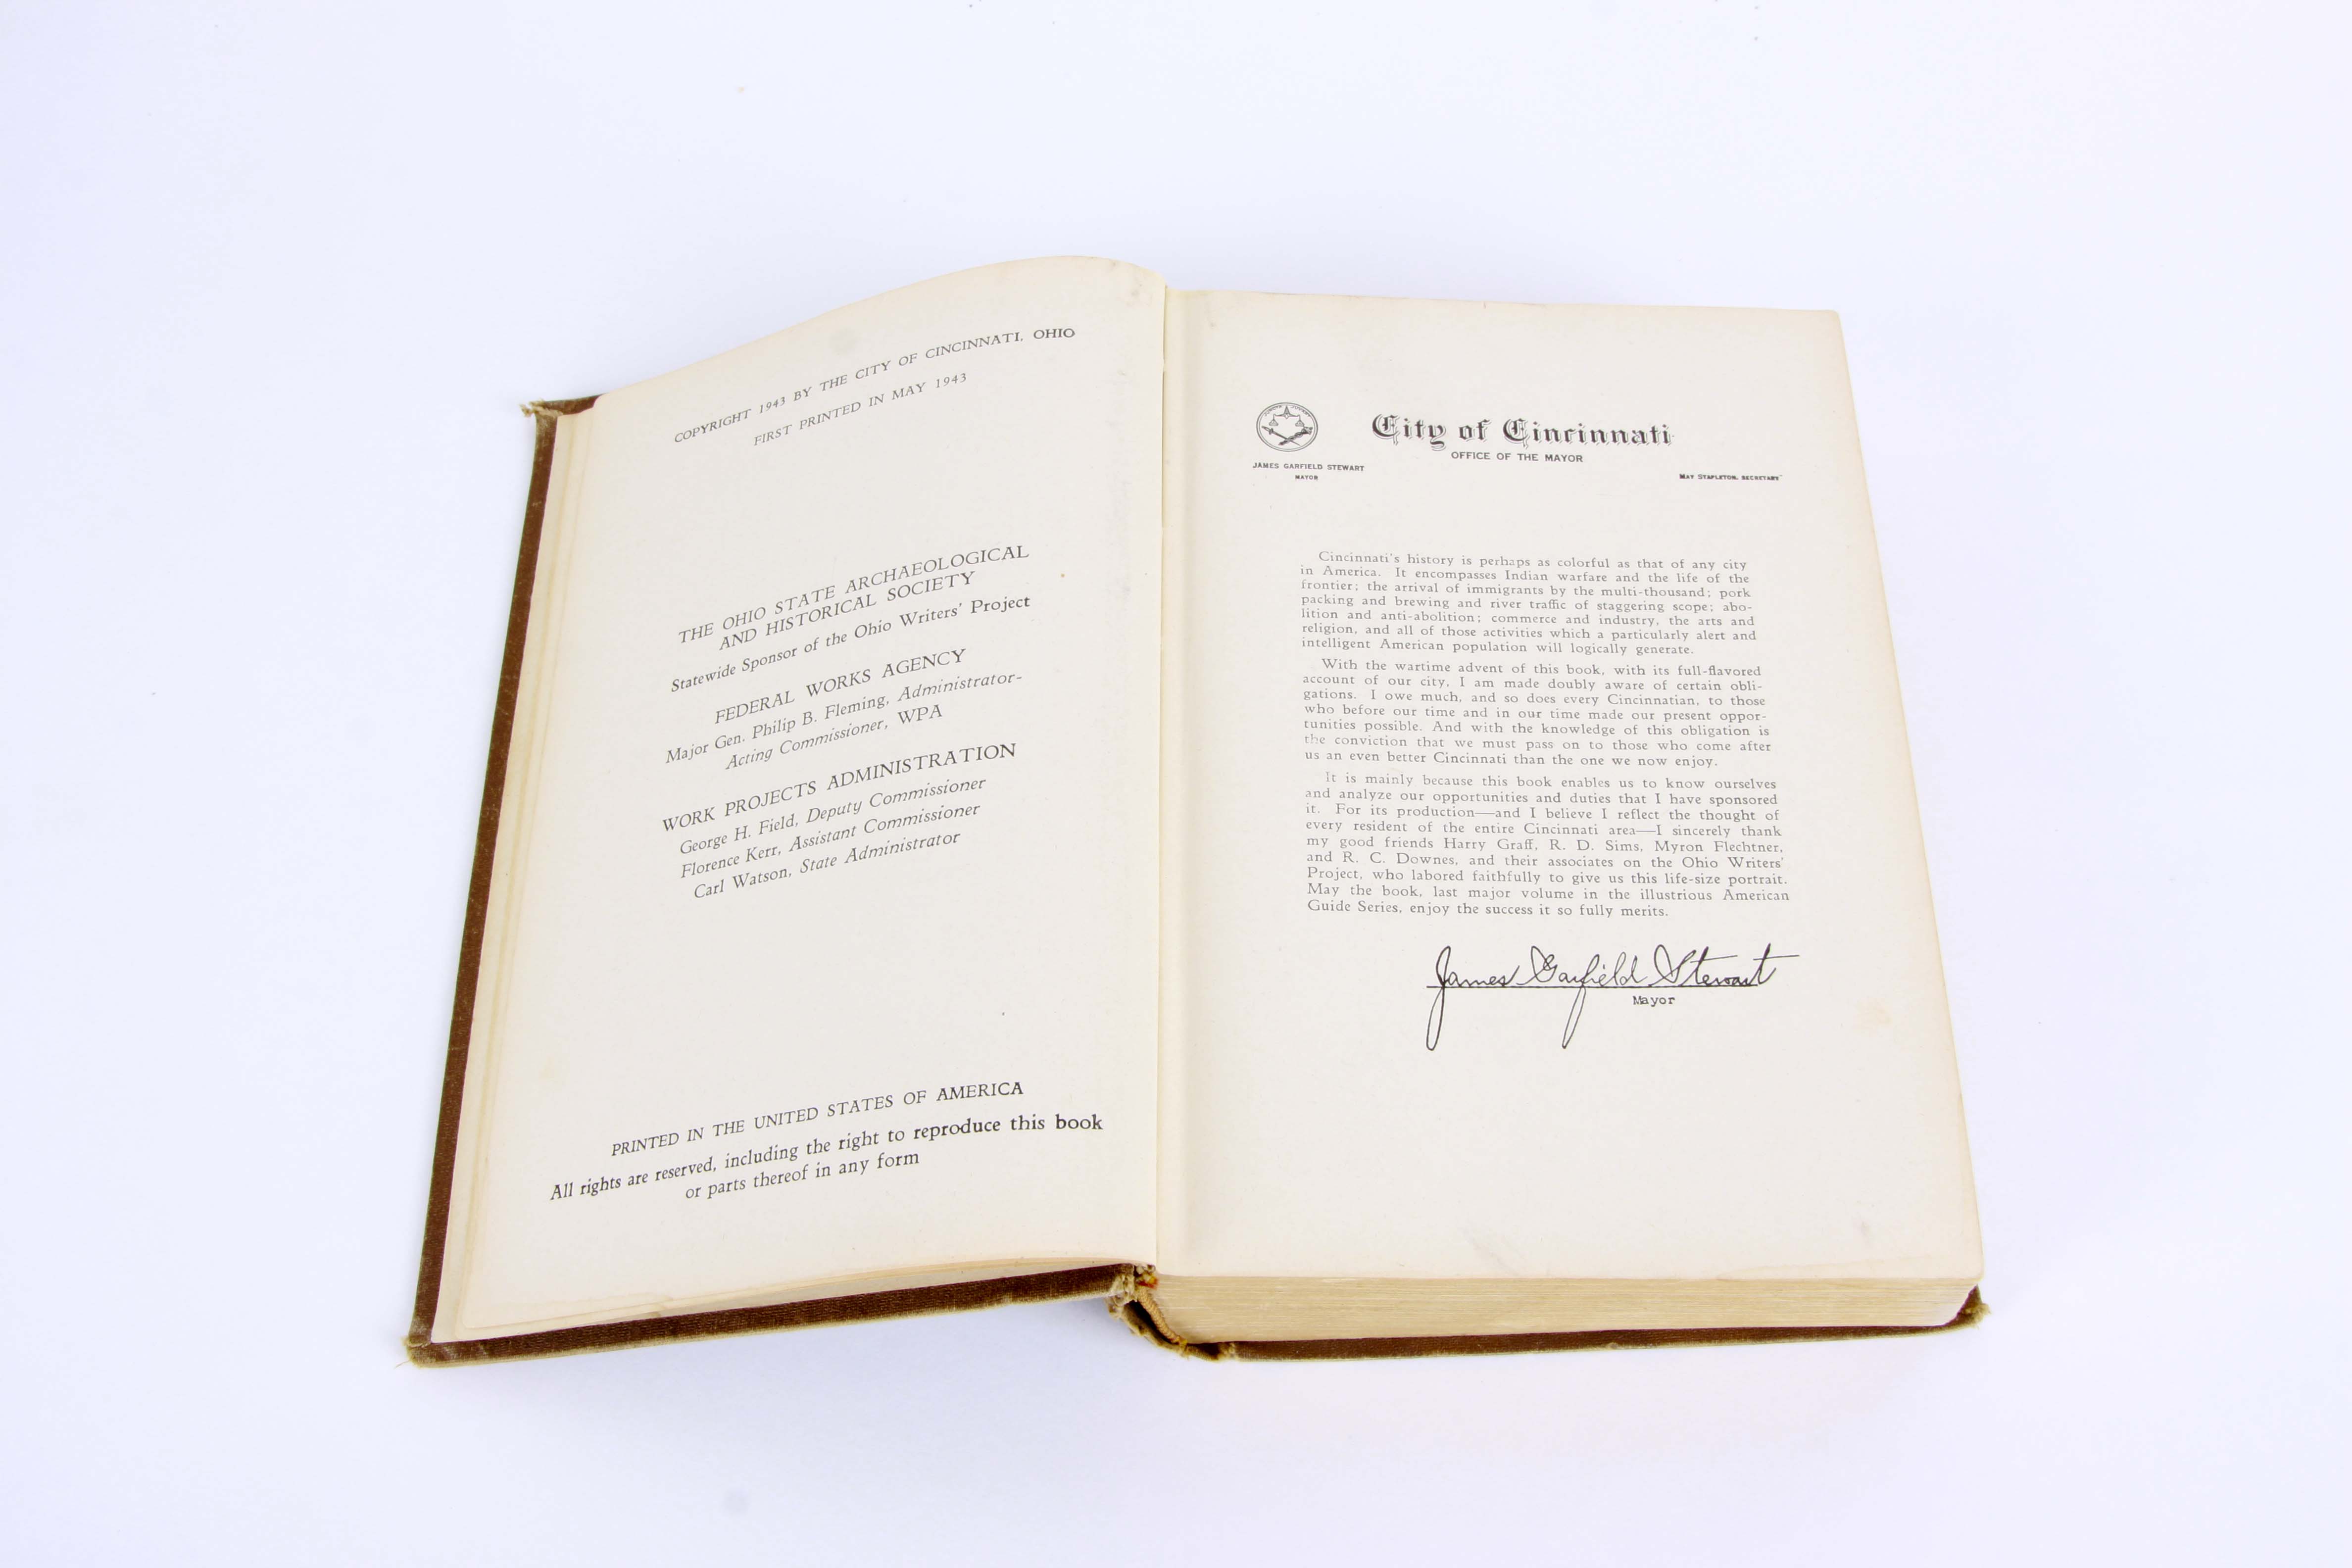 COPYRIGHT 1943 BY THE CITY OF CINCINNATI, OHIO
FIRST PRINTED IN MAY 1943
THE OHIO STATE ARCHAEOLOGICAL
AND HISTORICAL SOCIETY
Statewide Sponsor of the Ohio Writers' Project
FEDERAL WORKS AGENCY
Major Gen. Philip B. Fleming, Administrator-
Acting Commissioner, WPA
WORK PROJECTS ADMINISTRATION
George H. Field, Deputy Commissioner
Florence Kerr, Assistant Commissioner
Carl Watson, State Administrator
PRINTED IN THE UNITED STATES OF AMERICA
All rights are reserved, including the right to reproduce this book
or parts thereof in any form
City of Cincinnati
OFFICE OF THE MAYOR
JAMES GARFIELD STEWART
MAYOR
MAY STAPLETON, SECRETARY
Cincinnati's history is perhaps as colorful as that of any city
in America. It encompasses Indian warfare and the life of the
frontier; the arrival of immigrants by the multi-thousand; pork
packing and brewing and river traffic of staggering scope; abo-
lition and anti-abolition; commerce and industry, the arts and
religion, and all of those activities which a particularly alert and
intelligent American population will logically generate.
With the wartime advent of this book, with its full-flavored
account of our city, I am made doubly aware of certain obli-
gations. I owe much, and so does every Cincinnatian, to those
who before our time and in our time made our present oppor-
tunities possible. And with the knowledge of this obligation is
the conviction that we must pass on to those who come after
us an even better Cincinnati than the one we now enjoy.
It is mainly because this book enables us to know ourselves
and analyze our opportunities and duties that I have sponsored
it. For its production—and I believe I reflect the thought of
every resident of the entire Cincinnati area—I sincerely thank
my good friends Harry Graff, R. D. Sims, Myron Flechtner,
and R. C. Downes, and their associates on the Ohio Writers'
Project, who labored faithfully to give us this life-size portrait.
May the book, last major volume in the illustrious American
Guide Series, enjoy the success it so fully merits.
James Garfield Stewart
Mayor